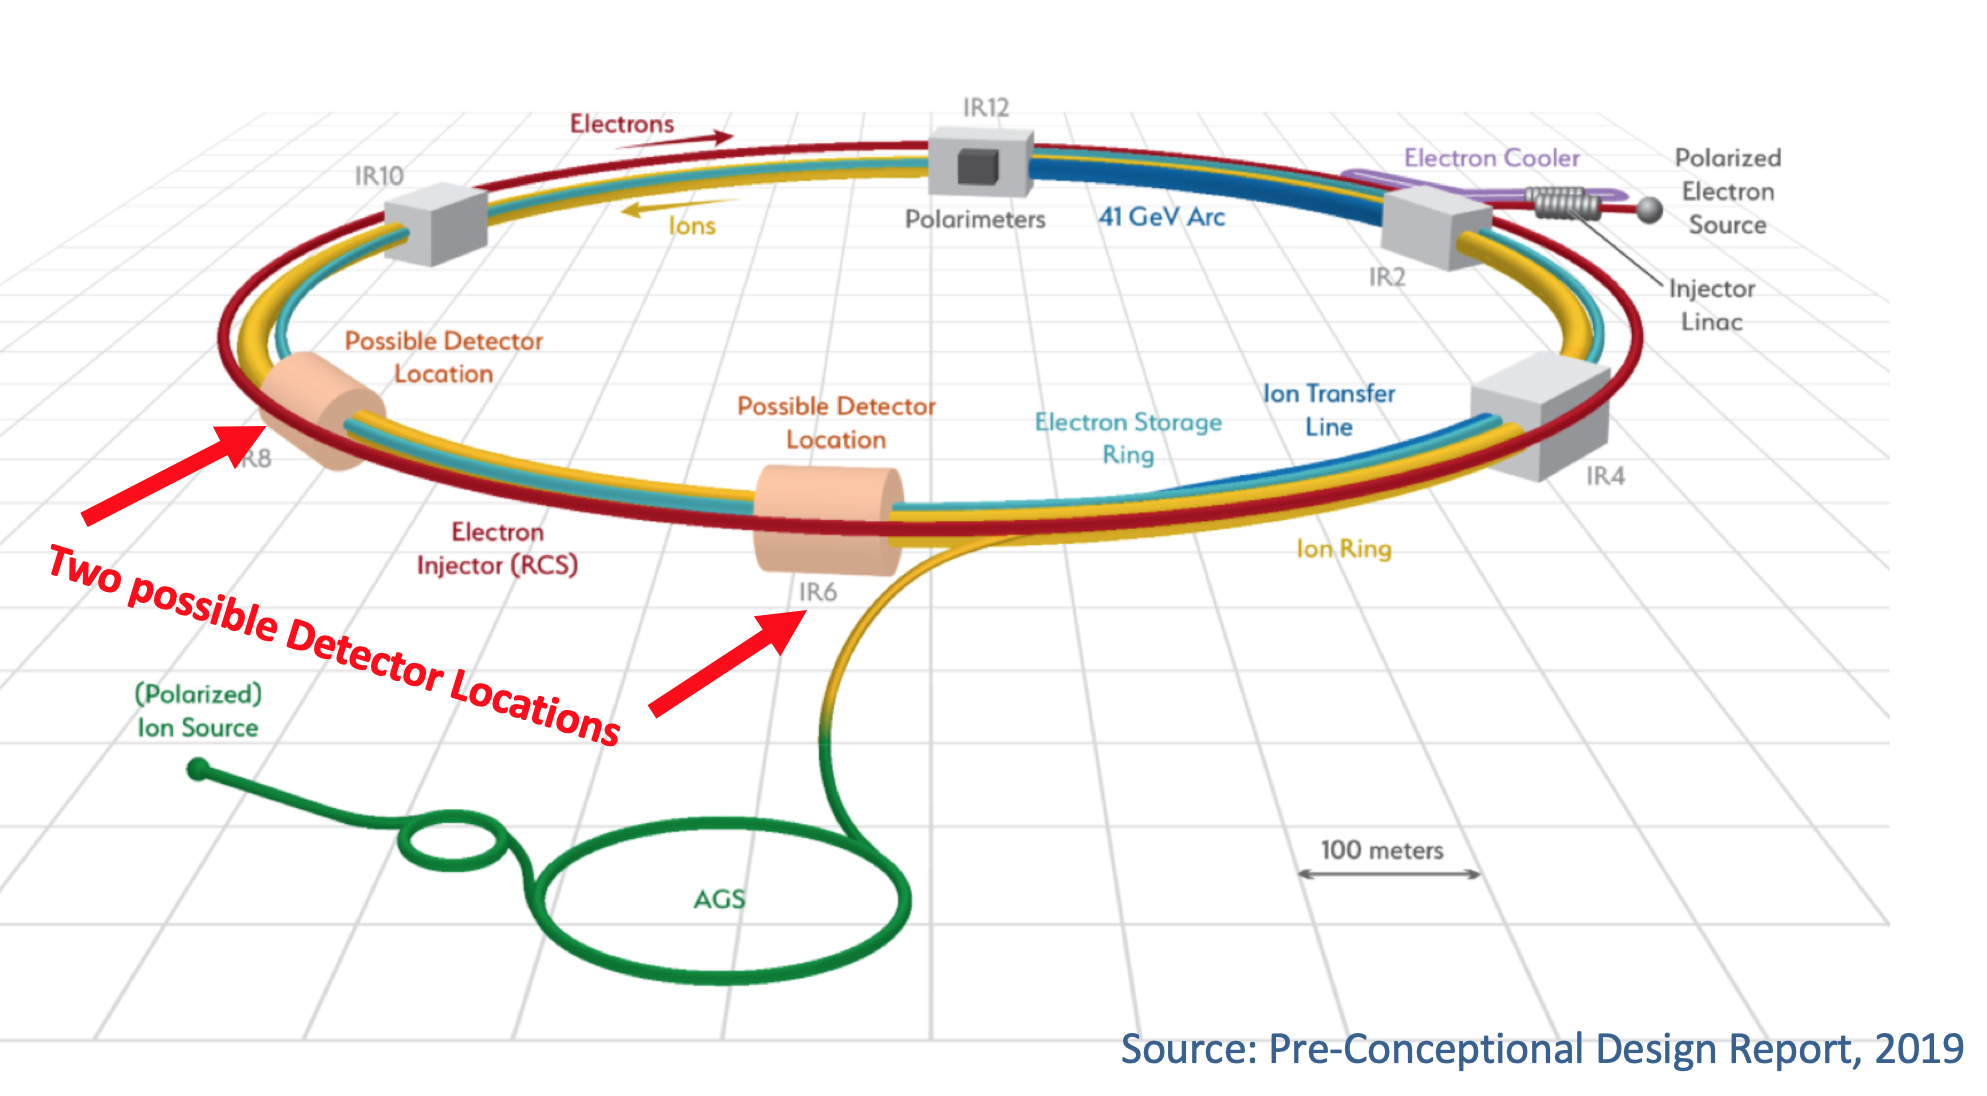 IR12
Electrons
IR10
Electron Cooler
Polarized
Electron
Source
Ions
Polarimeters
41 GeV Arc
IR2
Injector
Linac
Possible Detector
Location
Ion Transfer
Line
Possible Detector
Location
Electron Storage
Ring
R8
IR4
Electron
Injector (RCS)
Ion Ring
IR6
Two possible Detector Locations
(Polarized)
Ion Source
100 meters
AGS
Source: Pre-Conceptional Design Report, 2019